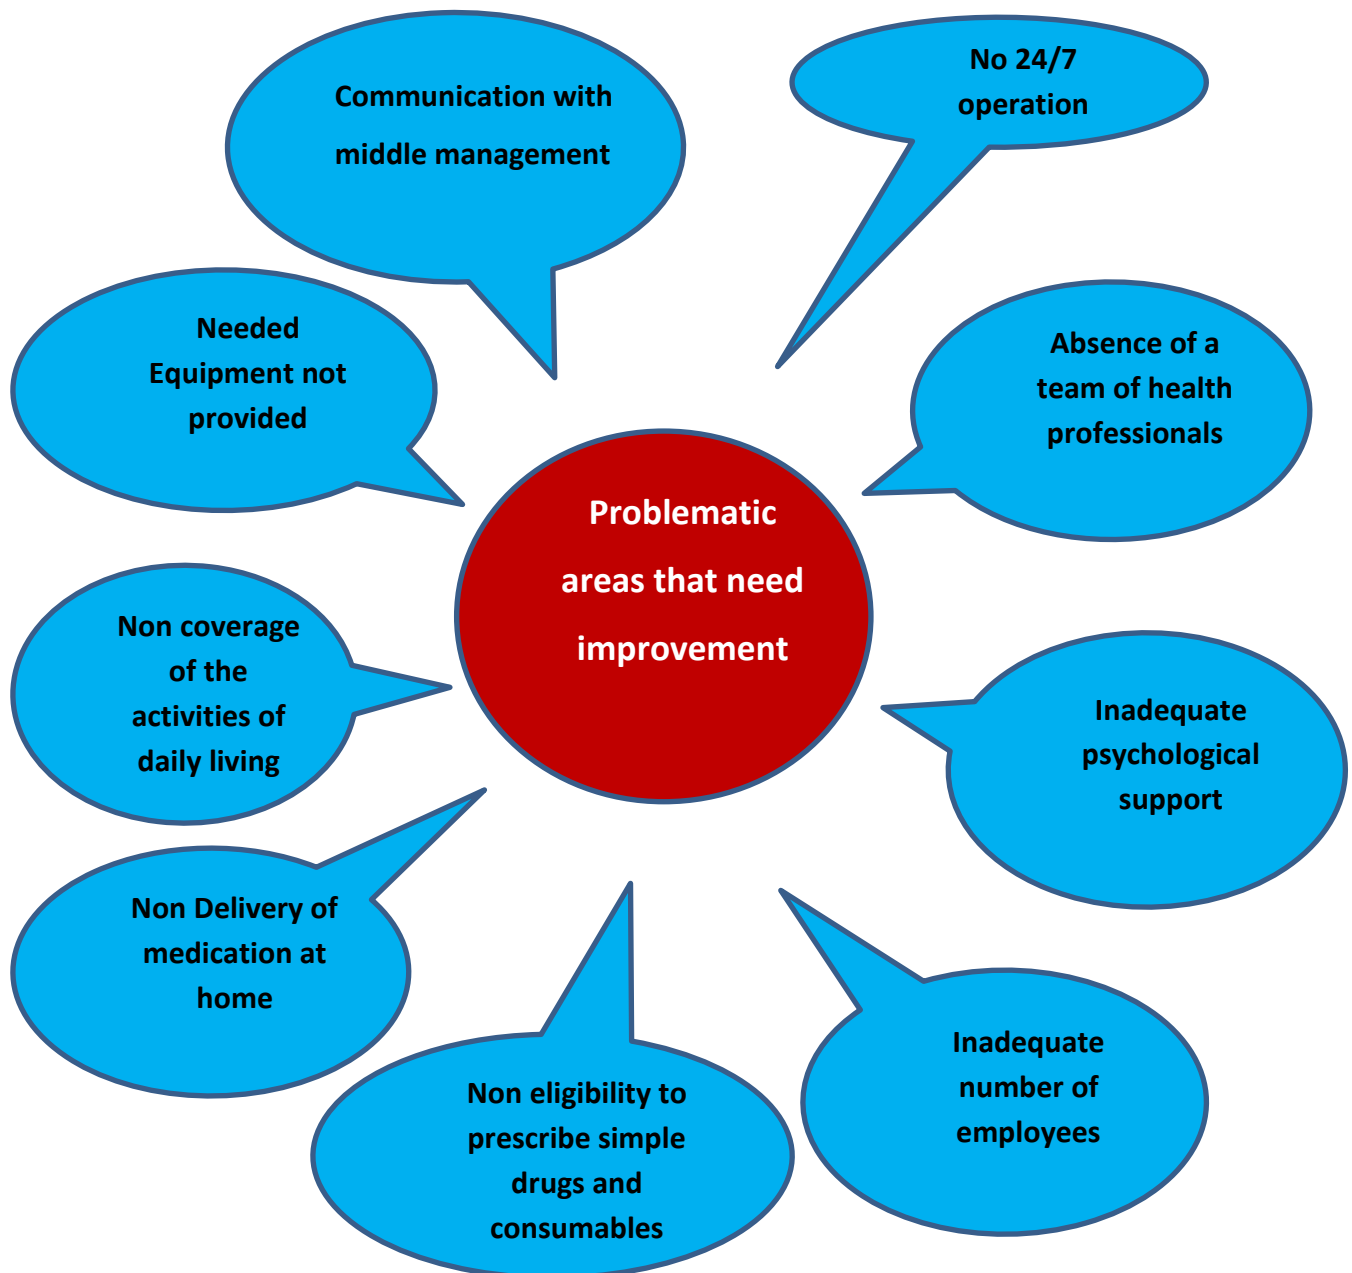 Communication with
middle management
No 24/7
operation
Needed
Equipment not
provided
Absence of a
team of health
professionals
Problematic
areas that need
improvement
Non coverage
of the
activities of
daily living
Inadequate
psychological
support
Non Delivery of
medication at
home
Non eligibility to
prescribe simple
drugs and
consumables
Inadequate
number of
employees